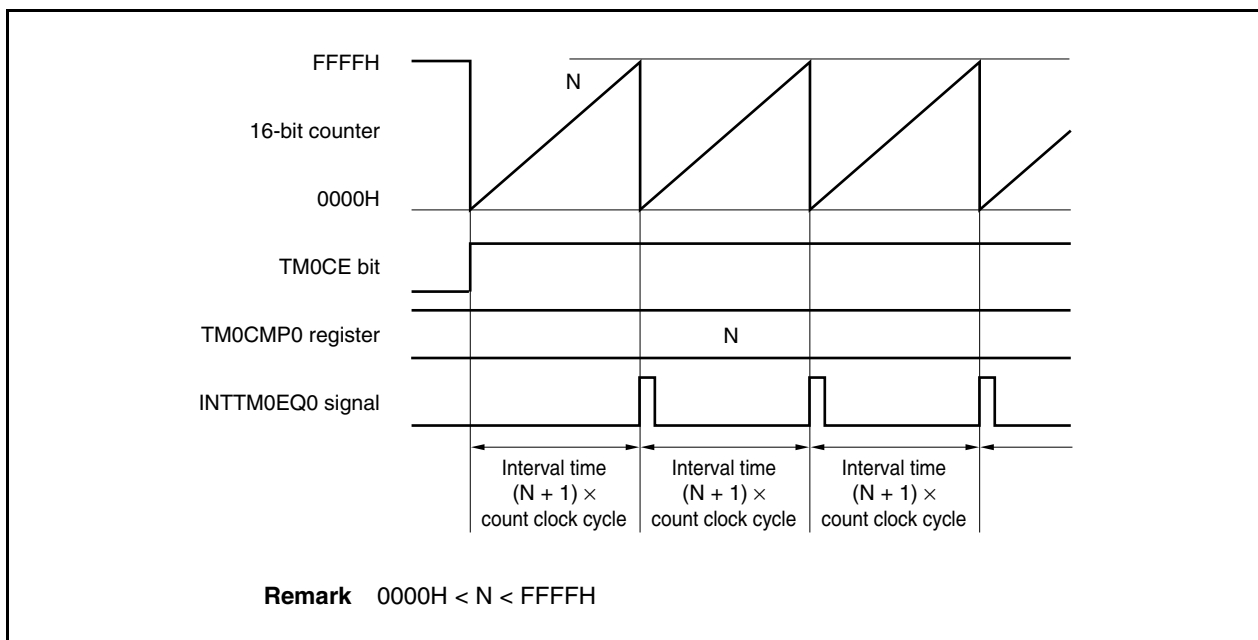 FFFFH
N
16-bit counter
0000H
TM0CE bit
TM0CMP0 register
N
INTTM0EQ0 signal
Interval time
(N + 1) ×
count clock cycle
Interval time
(N + 1) ×
count clock cycle
Interval time
(N + 1) ×
count clock cycle
Remark 0000H < N < FFFFH